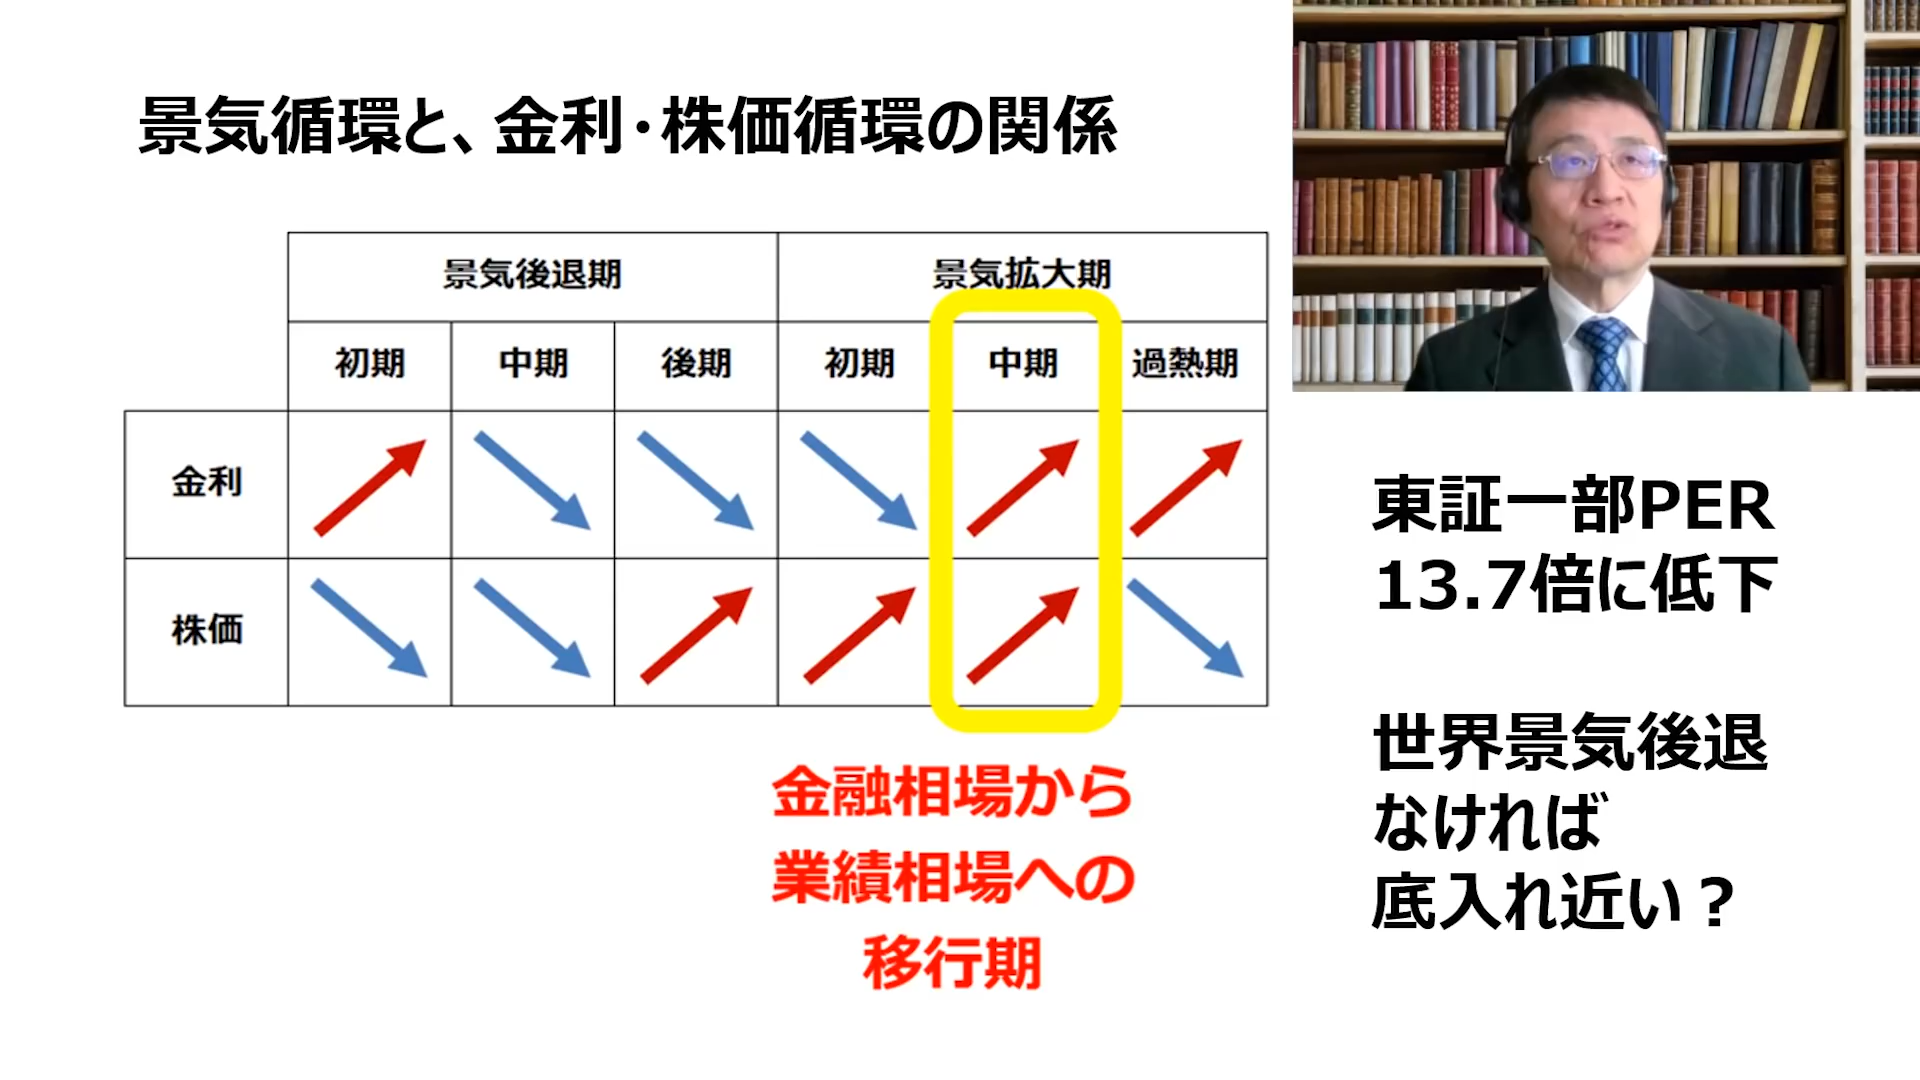 景気循環と、金利・株価循環の関係
景気後退期 景気拡大期
初期 中期 後期 初期 中期 過熱期
金利
株価
金融相場から
業績相場への
移行期
東証一部PER
13.7倍に低下
世界景気後退
なければ
底入れ近い？